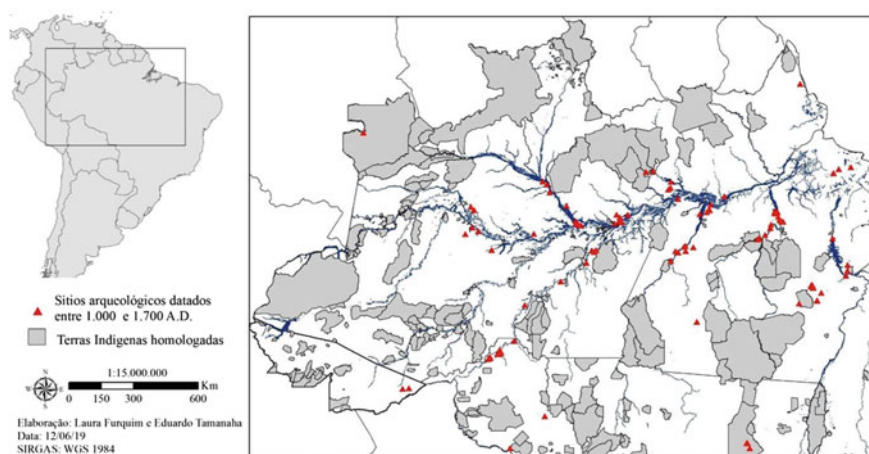 Sítios arqueológicos datados
entre 1.000 e 1.700 A.D.
Terras Indígenas homologadas
1:15.000.000
0 150 300 450 600 Km
N
W E
S
Elaboração: Laura Furquim e Eduardo Tamanaha
Data: 12/06/19
SIRGAS: WGS 1984